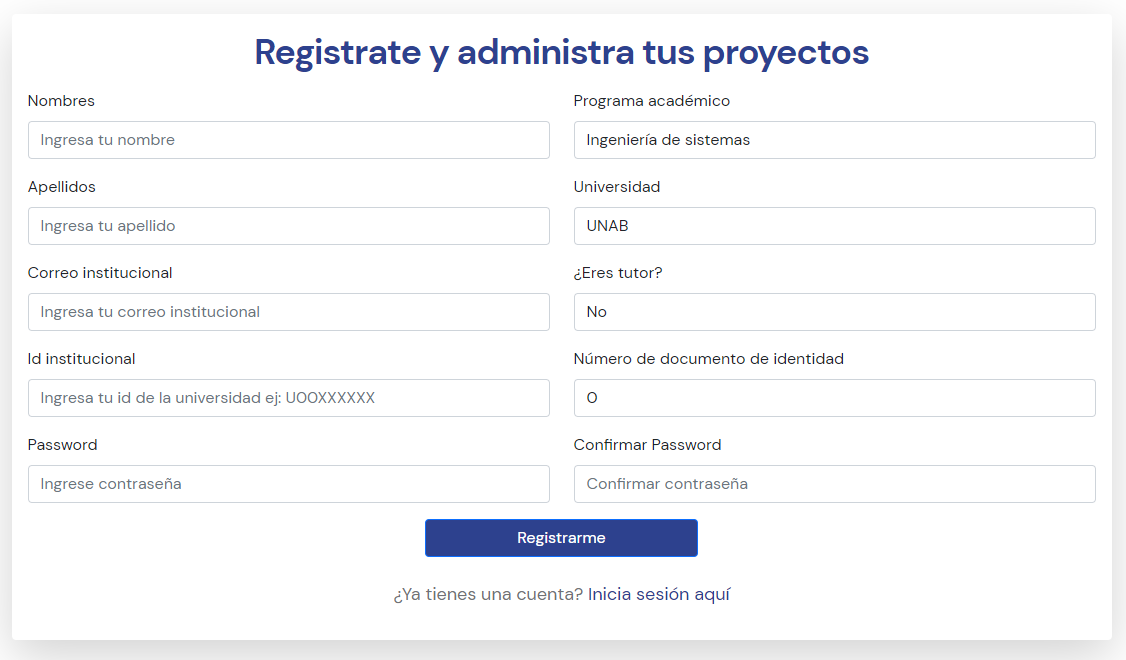 Registrate y administra tus proyectos
Nombres
Ingresa tu nombre
Programa académico
Ingeniería de sistemas
Apellidos
Ingresa tu apellido
Universidad
UNAB
Correo institucional
Ingresa tu correo institucional
¿Eres tutor?
No
Id institucional
Ingresa tu id de la universidad ej: U00XXXXXX
Número de documento de identidad
0
Password
Ingrese contraseña
Confirmar Password
Confirmar contraseña
Registrarme
¿Ya tienes una cuenta? Inicia sesión aquí